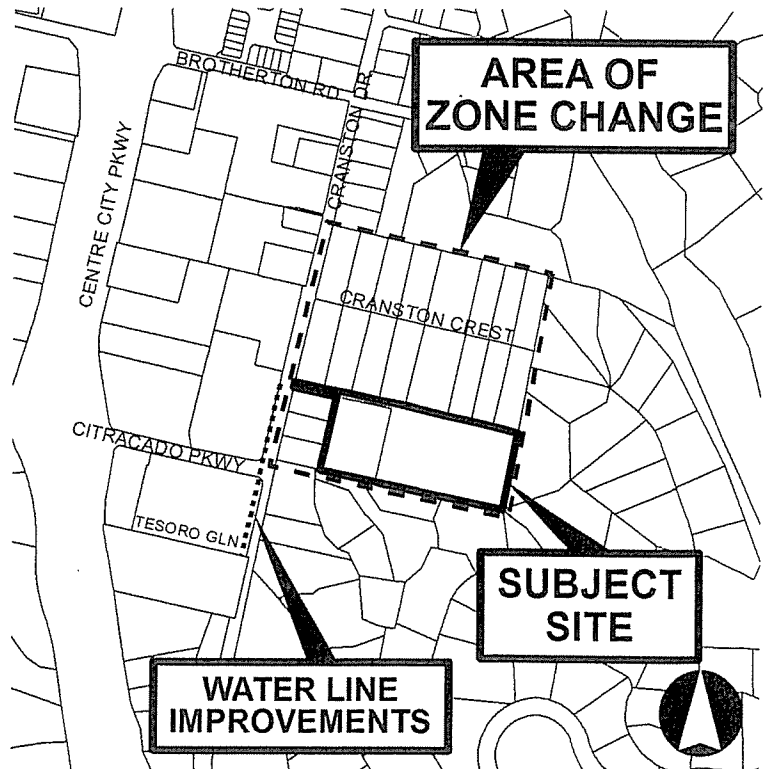 BROTHERTON RD
CRANSTON DR
AREA OF
ZONE CHANGE
CENTRE CITY PKWY
CRANSTON CREST
CITRACADO PKWY
TESORO GLN
SUBJECT
SITE
WATER LINE
IMPROVEMENTS